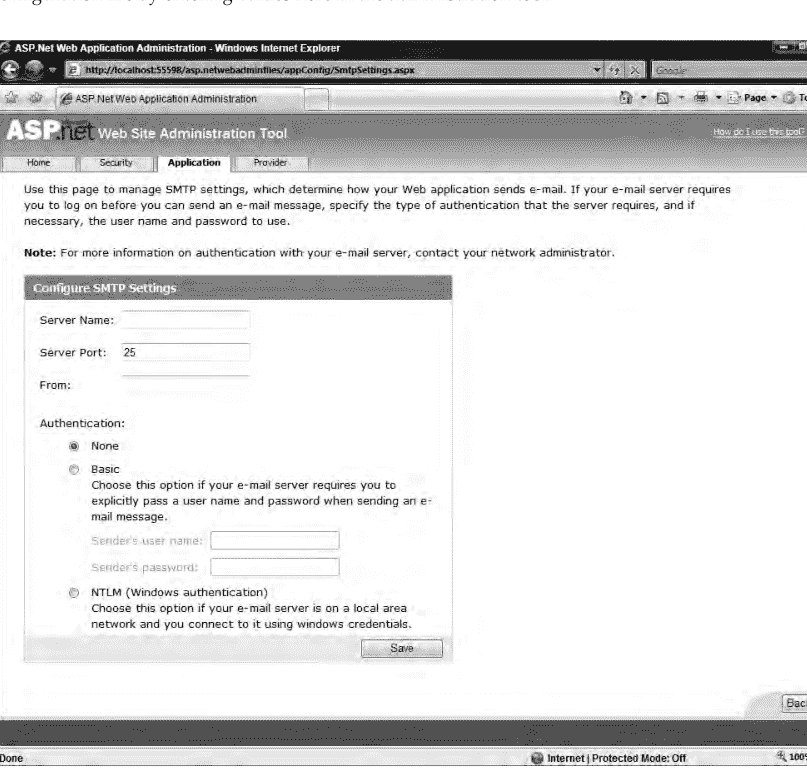 ASP.Net Web Application Administration - Windows Internet Explorer
http://localhost:55598/asp.netwebadminfiles/appConfig/SmtpSettings.aspx
Google
ASP.Net Web Application Administration
Page
ASP.net Web Site Administration Tool
How do I use this tool?
Home Security Application Provider
Use this page to manage SMTP settings, which determine how your Web application sends e-mail. If your e-mail server requires
you to log on before you can send an e-mail message, specify the type of authentication that the server requires, and if
necessary, the user name and password to use.
Note: For more information on authentication with your e-mail server, contact your network administrator.
Configure SMTP Settings
Server Name:
Server Port: 25
From:
Authentication:
None
Basic
Choose this option if your e-mail server requires you to
explicitly pass a user name and password when sending an e-
mail message.
Sender's user name:
Sender's password:
NTLM (Windows authentication)
Choose this option if your e-mail server is on a local area
network and you connect to it using windows credentials.
Save
Bac
Done
Internet | Protected Mode: Off
100%